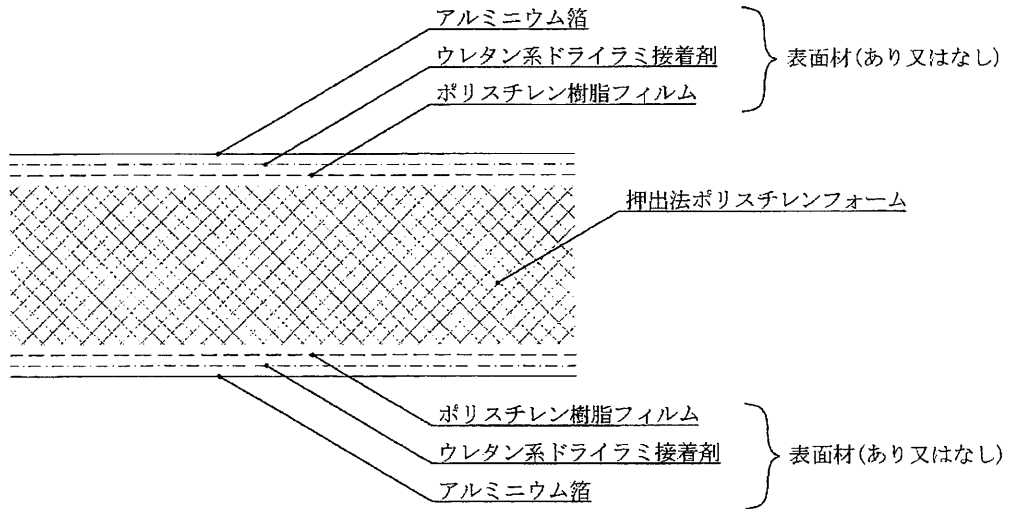 アルミニウム箔
ウレタン系ドライラミ接着剤
ポリスチレン樹脂フィルム
表面材(あり又はなし)
押出法ポリスチレンフォーム
ポリスチレン樹脂フィルム
ウレタン系ドライラミ接着剤
アルミニウム箔
表面材(あり又はなし)